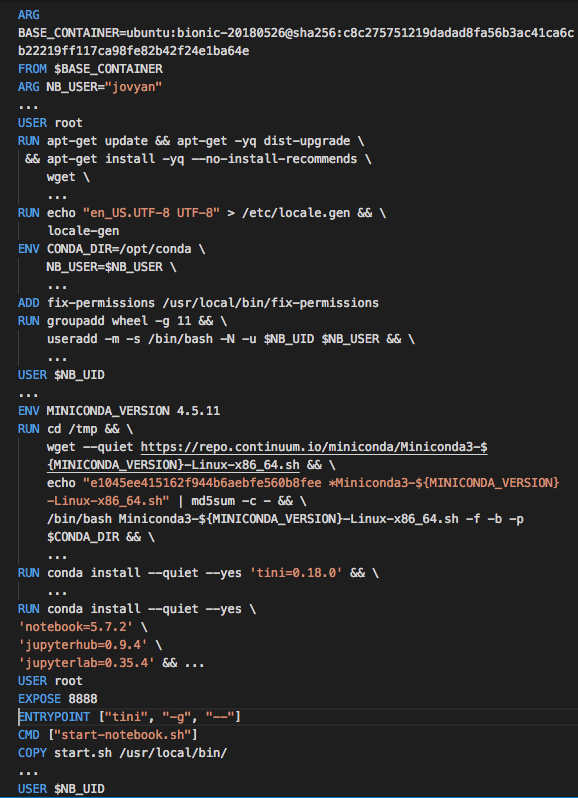 ARG
BASE_CONTAINER=ubuntu:bionic-20180526@sha256:c8c275751219dadad8fa56b3ac41ca6c
b22219ff117ca98fe82b42f24e1ba64e
FROM $BASE_CONTAINER
ARG NB_USER="jovyan"
...
USER root
RUN apt-get update && apt-get -yq dist-upgrade \
 && apt-get install -yq --no-install-recommends \
    wget \
    ...
RUN echo "en_US.UTF-8 UTF-8" > /etc/locale.gen && \
    locale-gen
ENV CONDA_DIR=/opt/conda \
    NB_USER=$NB_USER \
    ...
ADD fix-permissions /usr/local/bin/fix-permissions
RUN groupadd wheel -g 11 && \
    useradd -m -s /bin/bash -N -u $NB_UID $NB_USER && \
    ...
USER $NB_UID
...
ENV MINICONDA_VERSION 4.5.11
RUN cd /tmp && \
    wget --quiet https://repo.continuum.io/miniconda/Miniconda3-$
    {MINICONDA_VERSION}-Linux-x86_64.sh && \
    echo "e1045ee415162f944b6aebfe560b8fee *Miniconda3-${MINICONDA_VERSION}
    -Linux-x86_64.sh" | md5sum -c - && \
    /bin/bash Miniconda3-${MINICONDA_VERSION}-Linux-x86_64.sh -f -b -p
    $CONDA_DIR && \
    ...
RUN conda install --quiet --yes 'tini=0.18.0' && \
    ...
RUN conda install --quiet --yes \
'notebook=5.7.2' \
'jupyterhub=0.9.4' \
'jupyterlab=0.35.4' && ...
USER root
EXPOSE 8888
ENTRYPOINT ["tini", "-g", "--"]
CMD ["start-notebook.sh"]
COPY start.sh /usr/local/bin/
...
USER $NB_UID